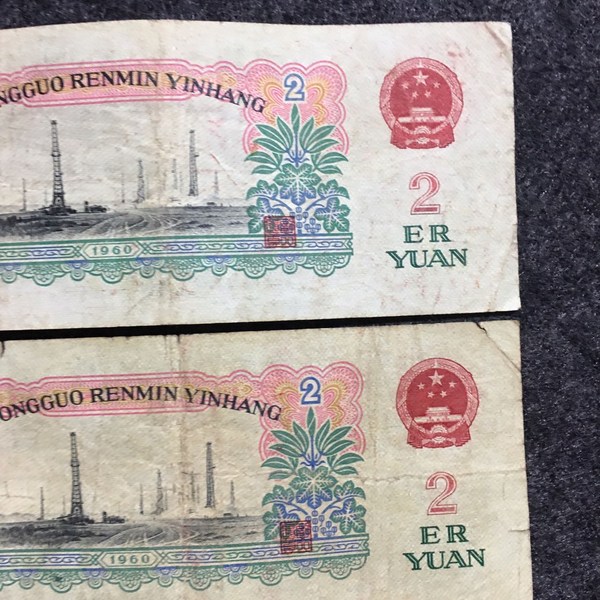 NGGUO RENMIN YINHANG
2
2
ER
YUAN
1960
ONGGUO RENMIN YINHANG
2
2
ER
YUAN
1960